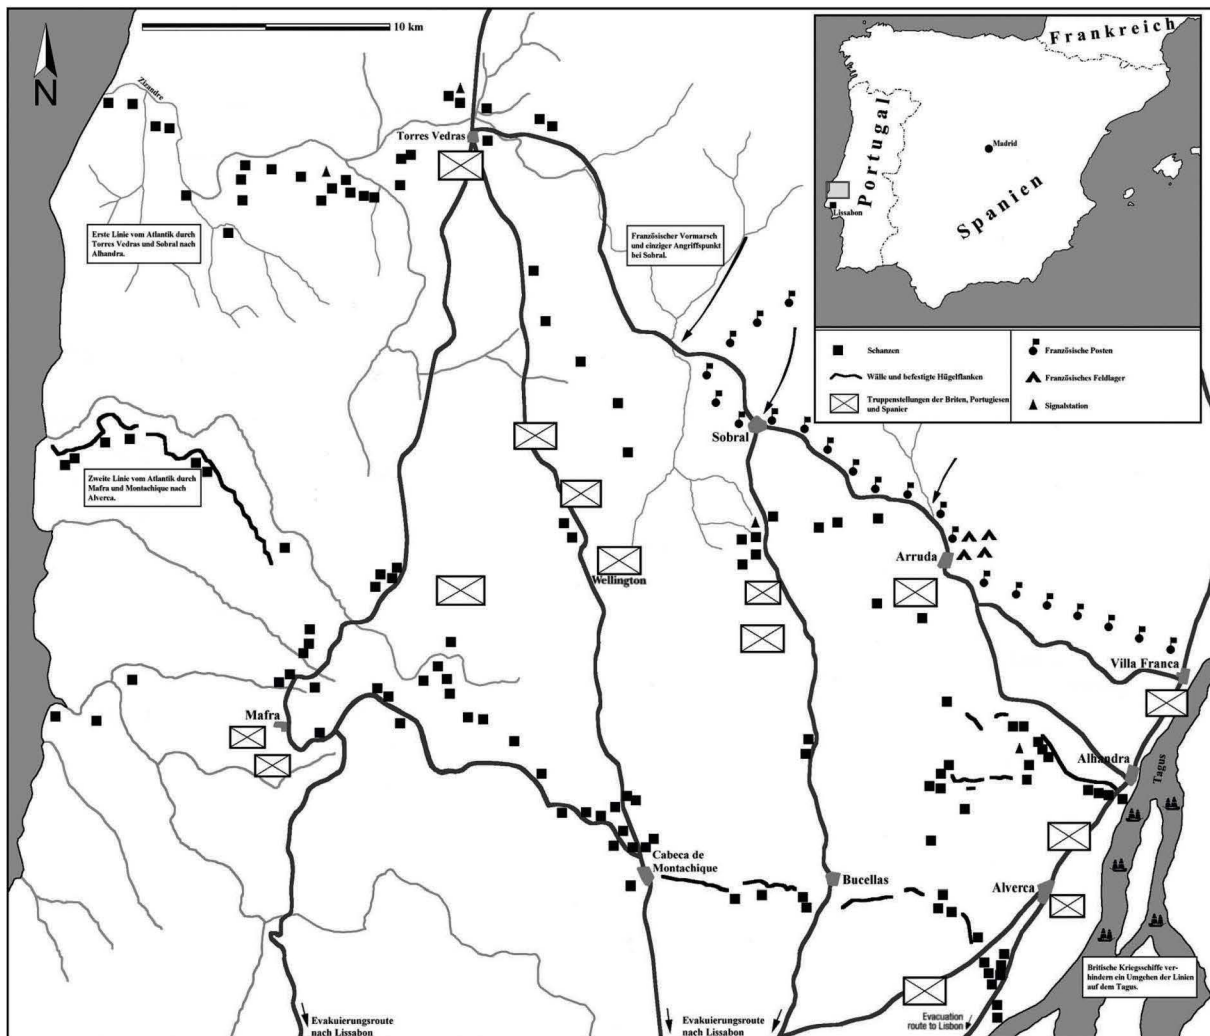 10 km
N
Zizandre
Torres Vedras
Erste Linie vom Atlantik durch
Torres Vedras und Sobral nach
Alhandra.
Französischer Vormarsch
und einziger Angriffspunkt
bei Sobral.
Frankreich
Portugal
Spanien
Madrid
Lissabon
Schanzen
Wälle und befestigte Hügelflanken
Truppenstellungen der Briten, Portugiesen
und Spanier
Französische Posten
Französisches Feldlager
Signalstation
Sobral
Zweite Linie vom Atlantik durch
Mafra und Montachique nach
Alverca.
Arruda
Wellington
Villa Franca
Mafra
Alhandra
Tagus
Cabeca de
Montachique
Bucellas
Alverca
Britische Kriegsschiffe ver-
hindern ein Umgehen der Linien
auf dem Tagus.
Evakuierungsroute
nach Lissabon
Evakuierungsroute
nach Lissabon
Evacuation
route to Lisbon